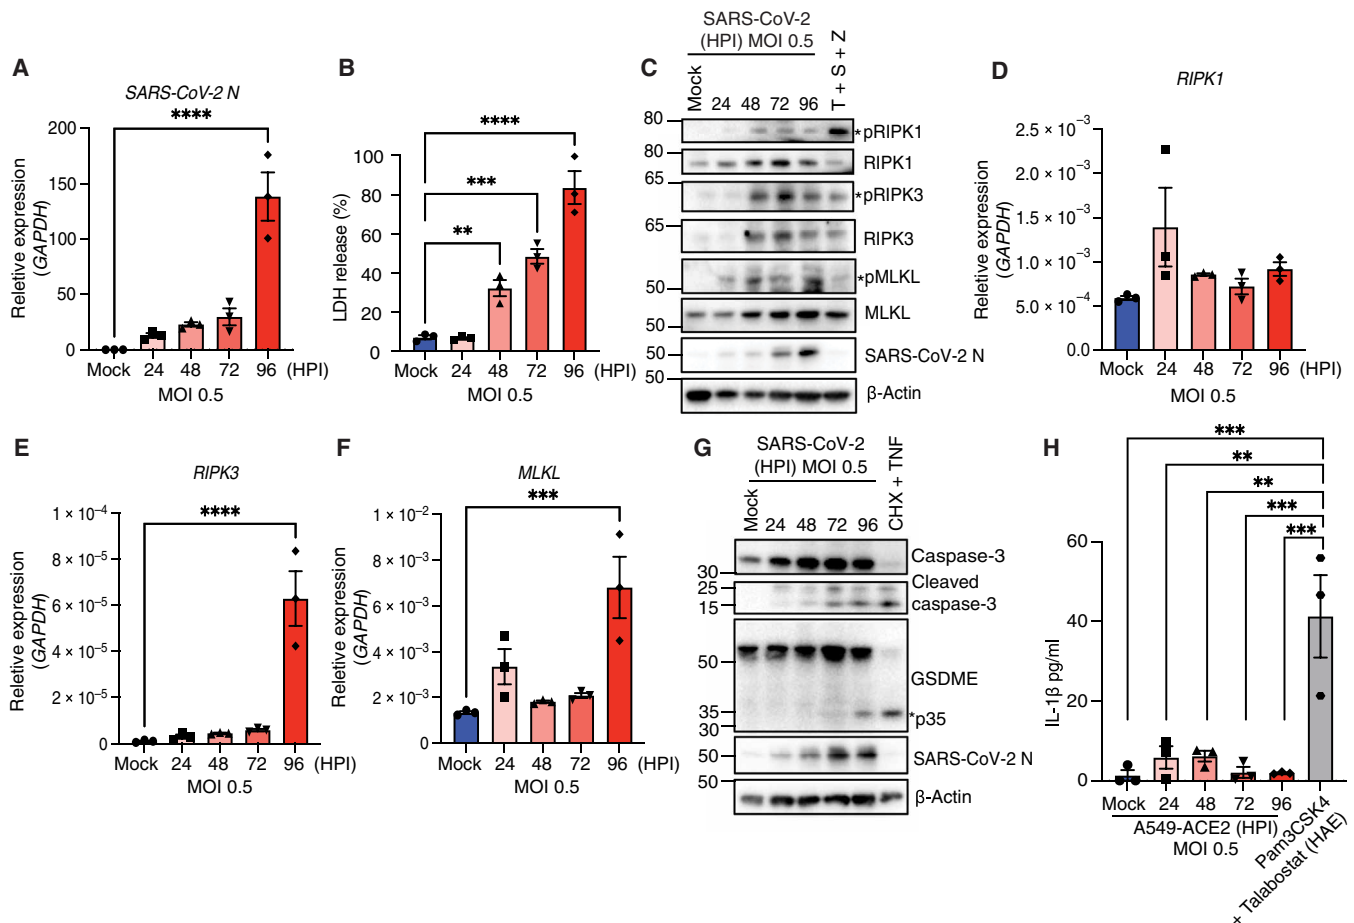 A
SARS-CoV-2 N
****
Reletive expression
(GAPDH)
200
150
100
50
0
Mock 24 48 72 96 (HPI)
MOI 0.5
B
****
***
**
LDH release (%)
100
80
60
40
20
0
Mock 24 48 72 96 (HPI)
MOI 0.5
C
SARS-CoV-2
(HPI) MOI 0.5
Mock 24 48 72 96 T + S + Z
80
*pRIPK1
80
RIPK1
65
*pRIPK3
65
RIPK3
50
*pMLKL
50
MLKL
50
SARS-CoV-2 N
50
β-Actin
D
RIPK1
Reletive expression
(GAPDH)
2.5 × 10⁻³
2.0 × 10⁻³
1.5 × 10⁻³
1.0 × 10⁻³
5.0 × 10⁻⁴
0.0
Mock 24 48 72 96 (HPI)
MOI 0.5
E
RIPK3
****
Reletive expression
(GAPDH)
1 × 10⁻⁴
8 × 10⁻⁵
6 × 10⁻⁵
4 × 10⁻⁵
2 × 10⁻⁵
0
Mock 24 48 72 96 (HPI)
MOI 0.5
F
MLKL
***
Reletive expression
(GAPDH)
1 × 10⁻²
8 × 10⁻³
6 × 10⁻³
4 × 10⁻³
2 × 10⁻³
0
Mock 24 48 72 96 (HPI)
MOI 0.5
G
SARS-CoV-2
(HPI) MOI 0.5
Mock 24 48 72 96 CHX + TNF
Caspase-3
30
25
15
Cleaved
caspase-3
50
GSDME
35
*p35
30
50
SARS-CoV-2 N
50
β-Actin
H
***
**
**
***
***
IL-1β pg/ml
60
40
20
0
Mock 24 48 72 96
A549-ACE2 (HPI)
MOI 0.5
Pam3CSK4
+ Talabostat (HAE)